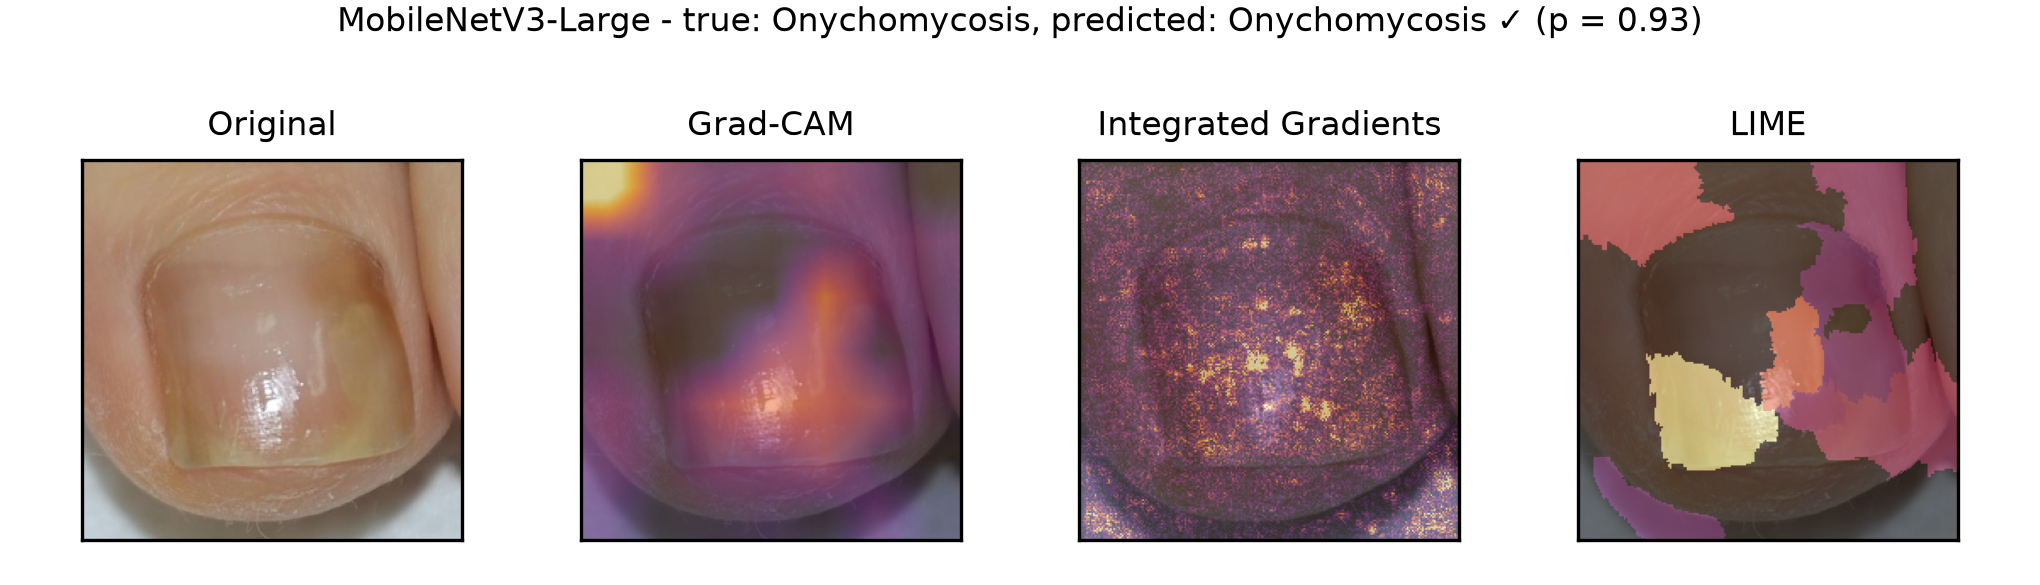 MobileNetV3-Large - true: Onychomycosis, predicted: Onychomycosis ✓ (p = 0.93)
Original
Grad-CAM
Integrated Gradients
LIME